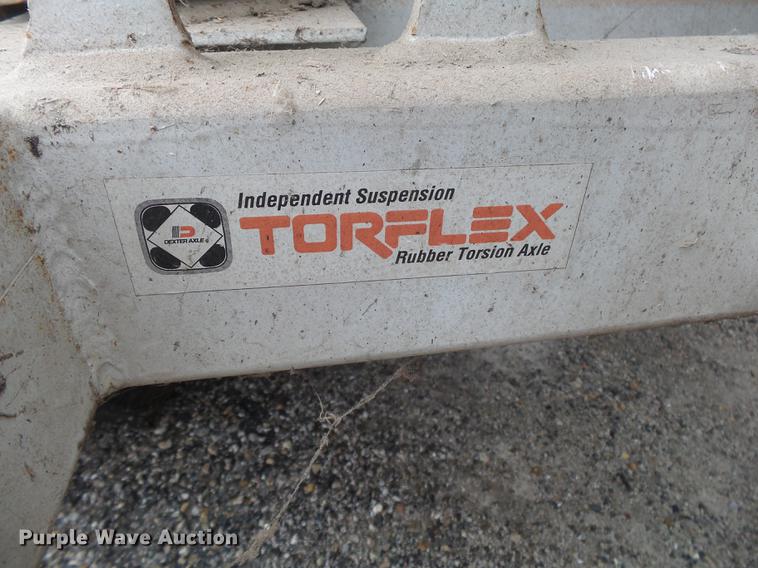 Independent Suspension
TORFLEX
Rubber Torsion Axle
DEXTER AXLE
Purple Wave Auction